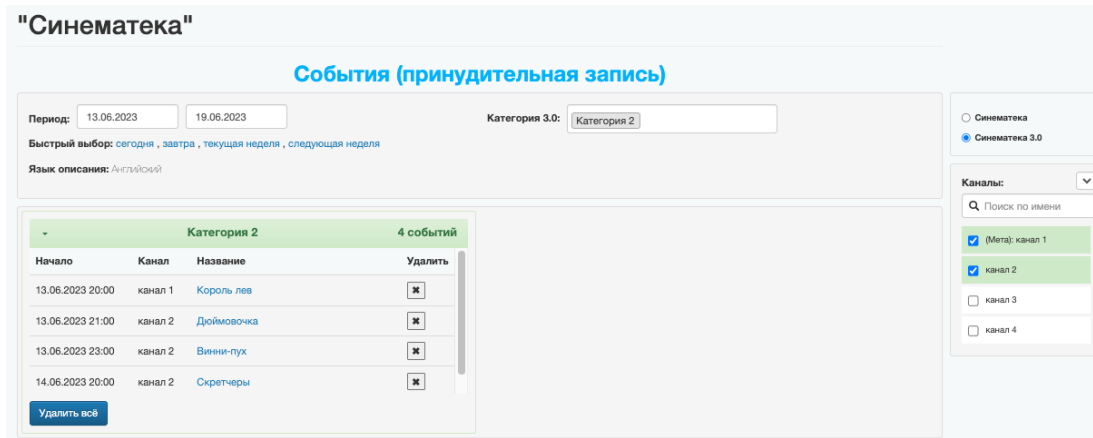 "Синематека"
События (принудительная запись)
Период: 13.06.2023 19.06.2023 Категория 3.0: Категория 2
Быстрый выбор: сегодня , завтра , текущая неделя , следующая неделя
Язык описания: Английский
Синематека
Синематека 3.0
Каналы:
Поиск по имени
(Мета): канал 1
канал 2
канал 3
канал 4
Категория 2 4 событий
Начало Канал Название Удалить
13.06.2023 20:00 канал 1 Король лев
13.06.2023 21:00 канал 2 Дюймовочка
13.06.2023 23:00 канал 2 Винни-пух
14.06.2023 20:00 канал 2 Скретчеры
Удалить всё